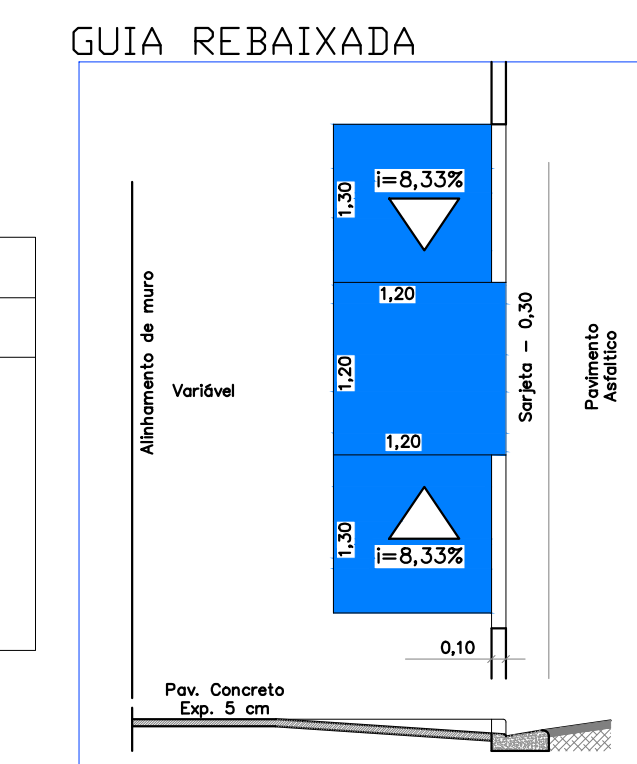 GUIA REBAIXADA
i=8,33%
1,30
1,20
Alinhamento de muro
Variável
1,20
Sarjeta - 0,30
Pavimento
Asfaltico
1,20
1,30
i=8,33%
0,10
Pav. Concreto
Exp. 5 cm